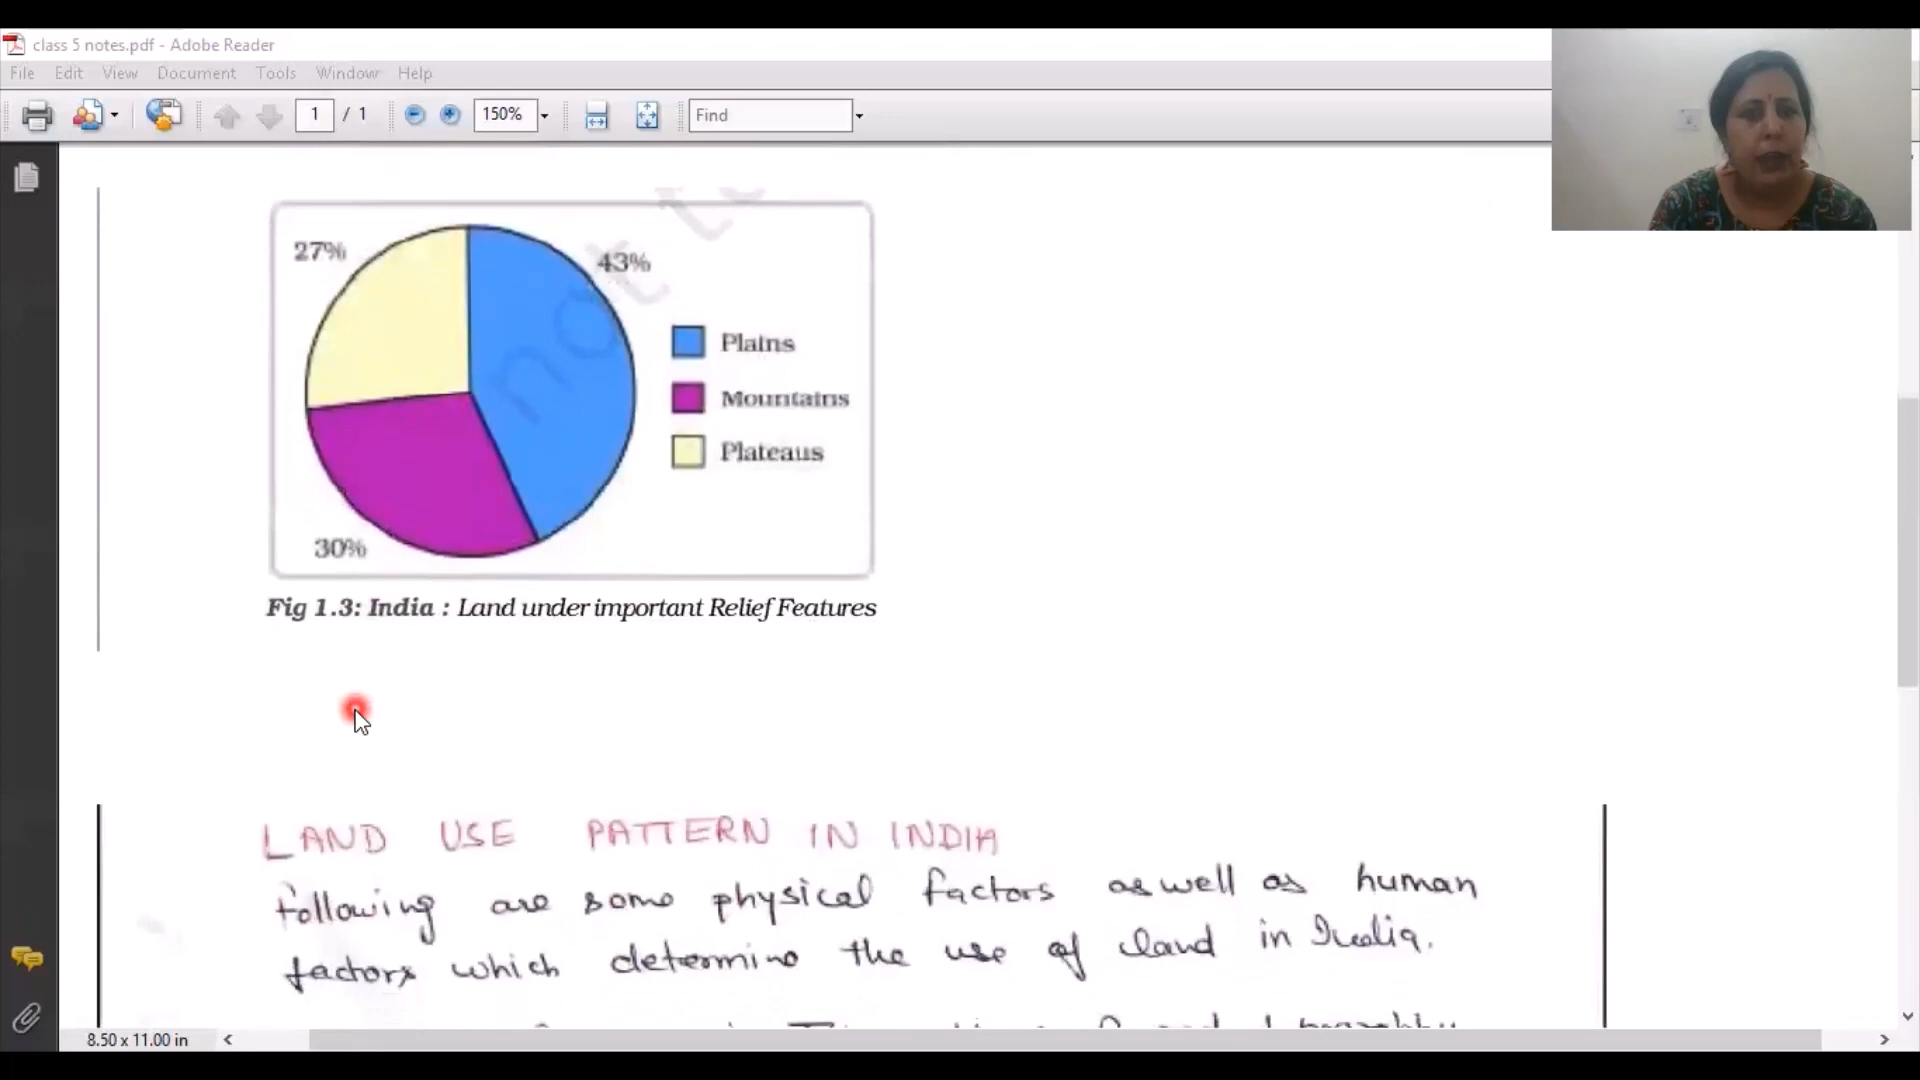 class 5 notes.pdf - Adobe Reader
File Edit View Document Tools Window Help
1 / 1 150% Find
not t
27%
43%
Plains
Mountains
Plateaus
30%
Fig 1.3: India : Land under important Relief Features
LAND USE PATTERN IN INDIA
Following are some physical factors as well as human
factors which determine the use of land in India.
8.50 x 11.00 in